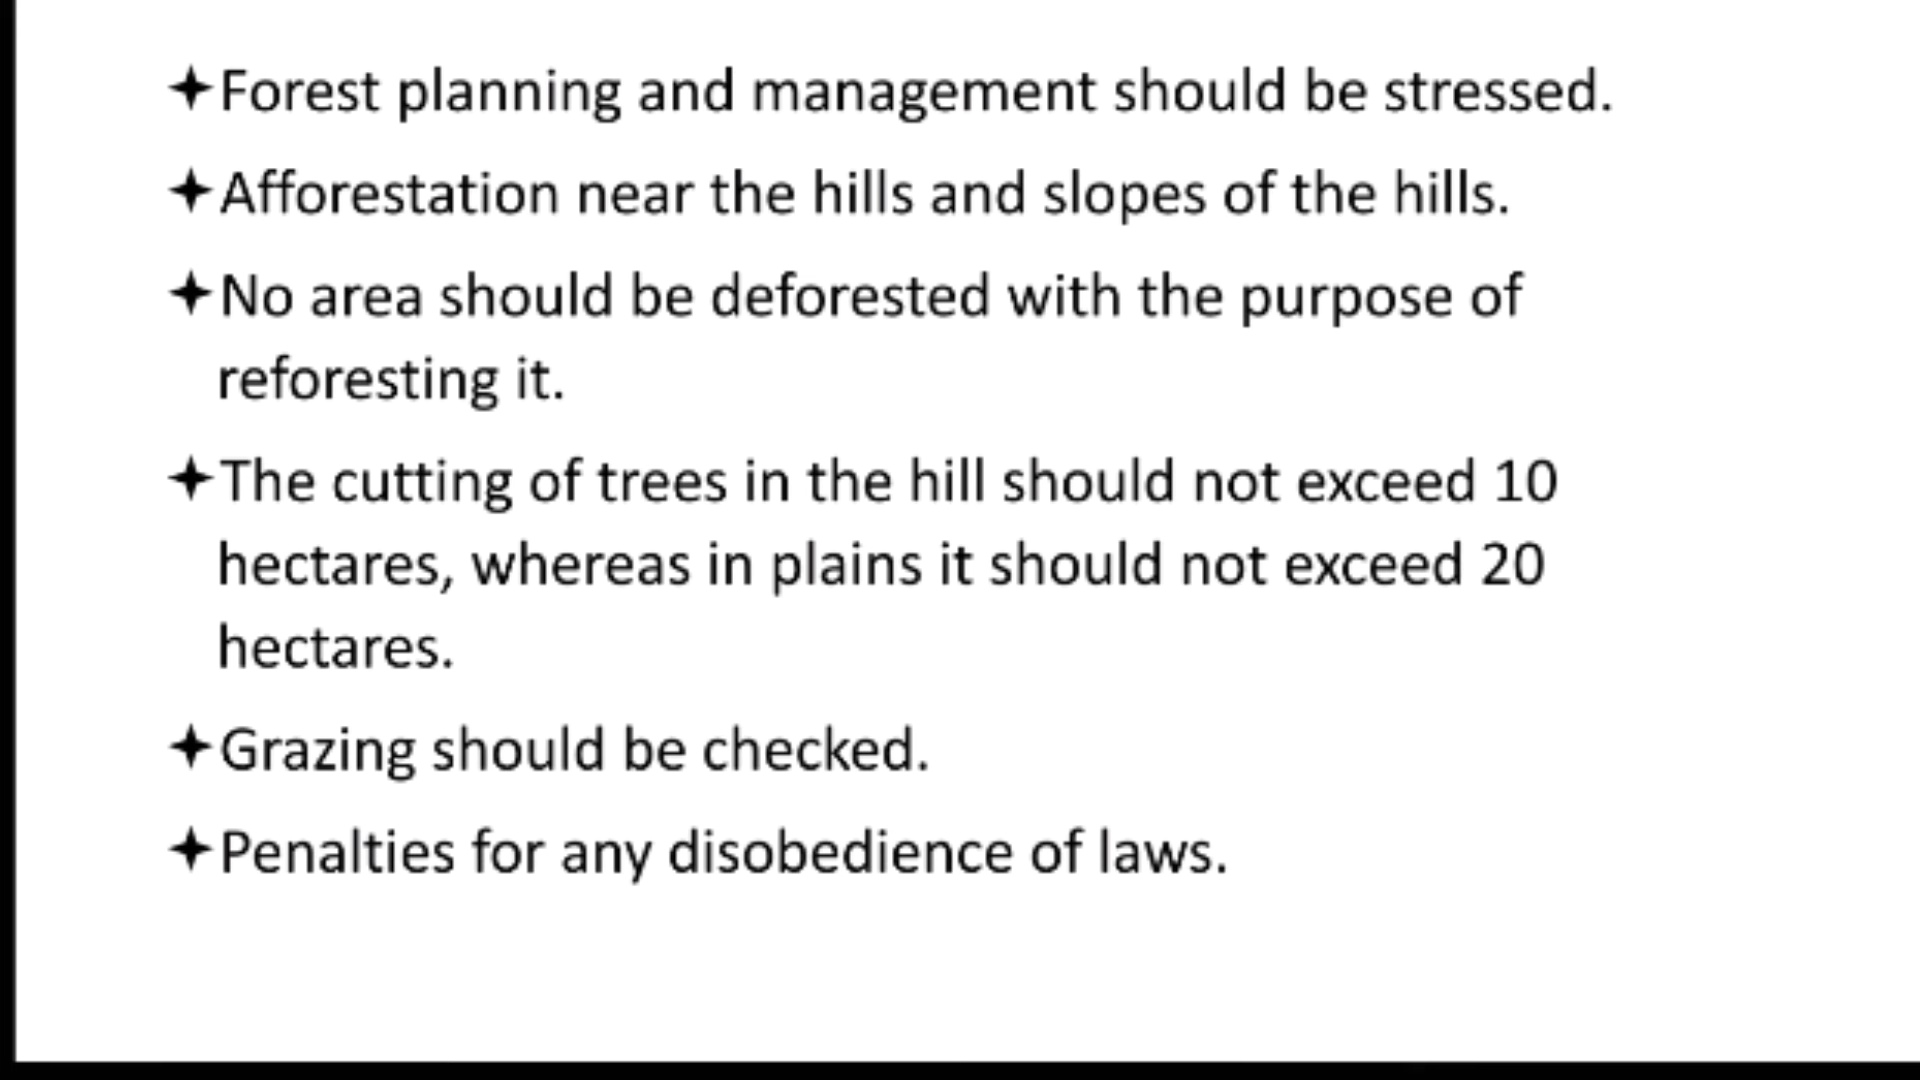 ✦Forest planning and management should be stressed.
✦Afforestation near the hills and slopes of the hills.
✦No area should be deforested with the purpose of
reforesting it.
✦The cutting of trees in the hill should not exceed 10
hectares, whereas in plains it should not exceed 20
hectares.
✦Grazing should be checked.
✦Penalties for any disobedience of laws.